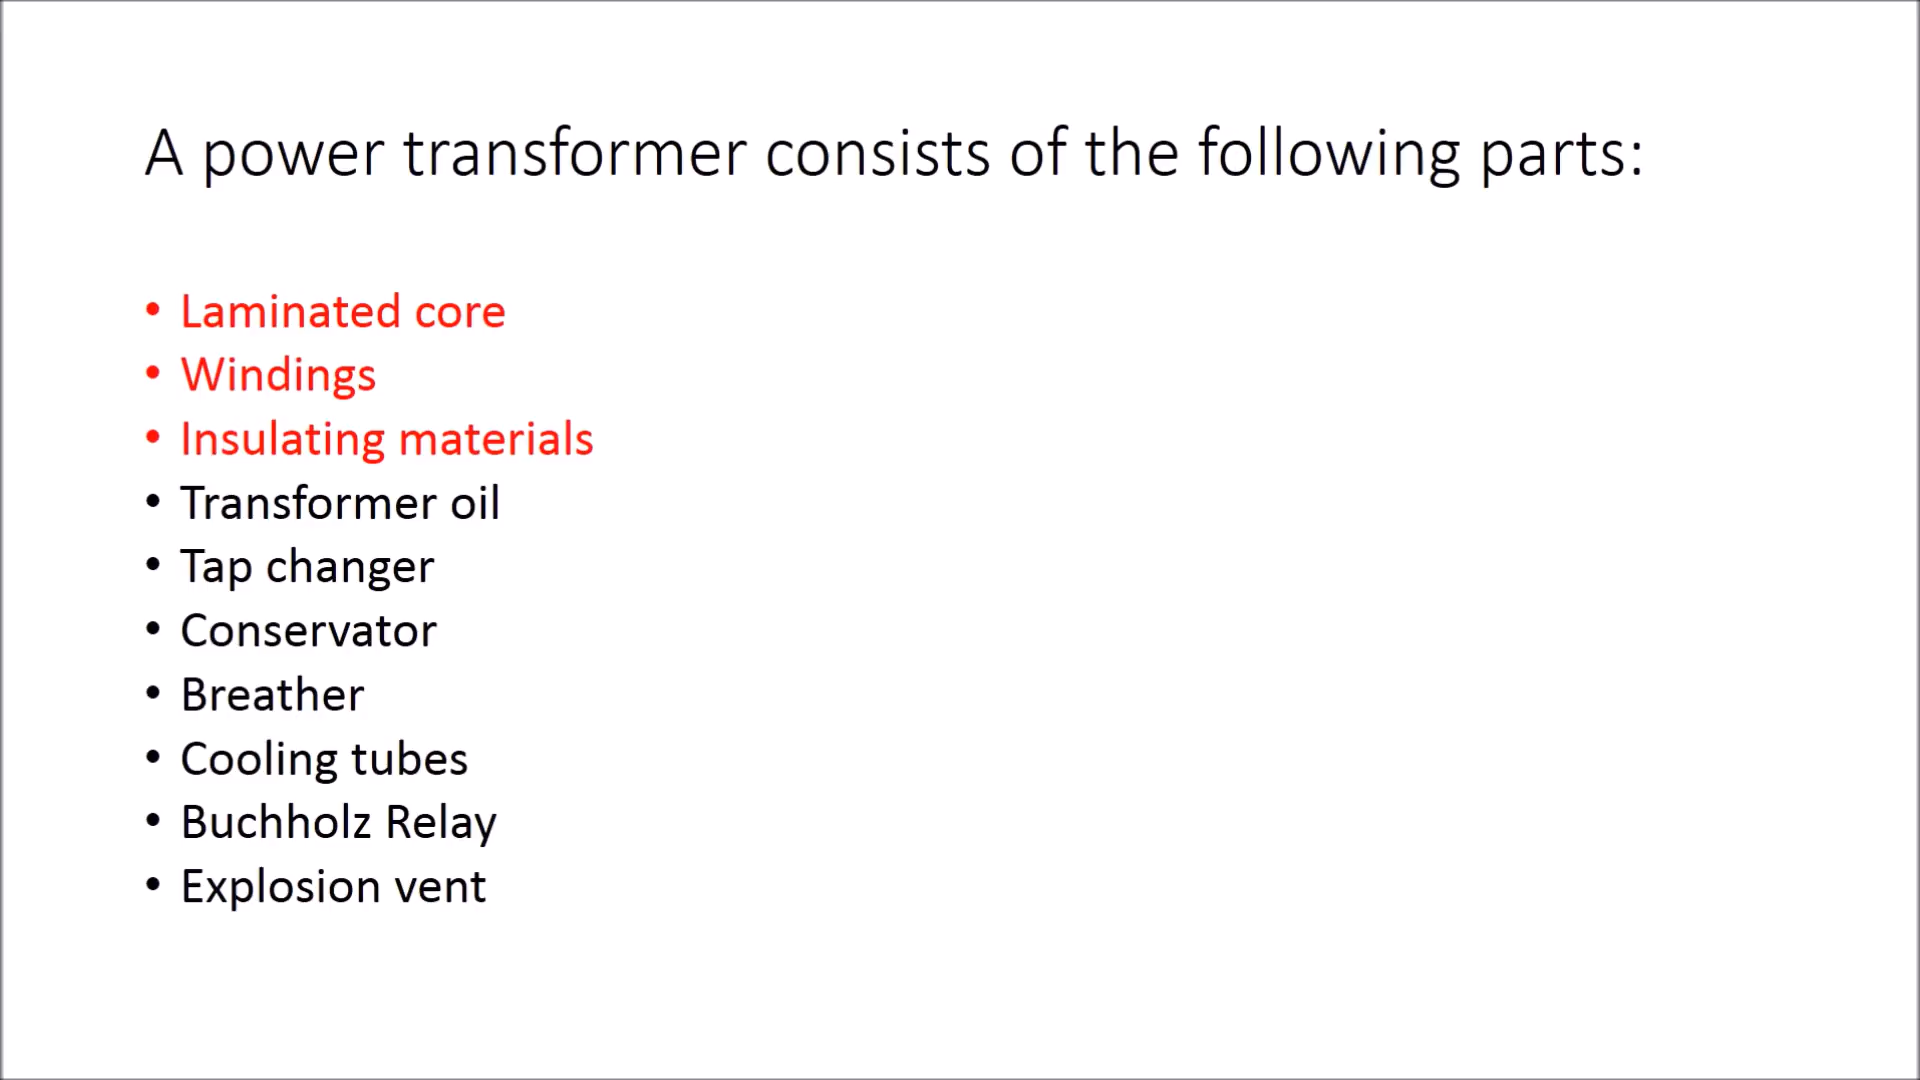 A power transformer consists of the following parts:
• Laminated core
• Windings
• Insulating materials
• Transformer oil
• Tap changer
• Conservator
• Breather
• Cooling tubes
• Buchholz Relay
• Explosion vent